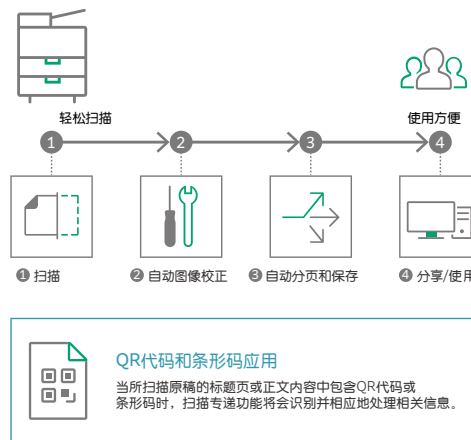 轻松扫描
使用方便
1
2
3
4
1 扫描
2 自动图像校正
3 自动分页和保存
4 分享/使用
QR代码和条形码应用
当所扫描原稿的标题页或正文内容中包含QR代码或
条形码时，扫描专递功能将会识别并相应地处理相关信息。